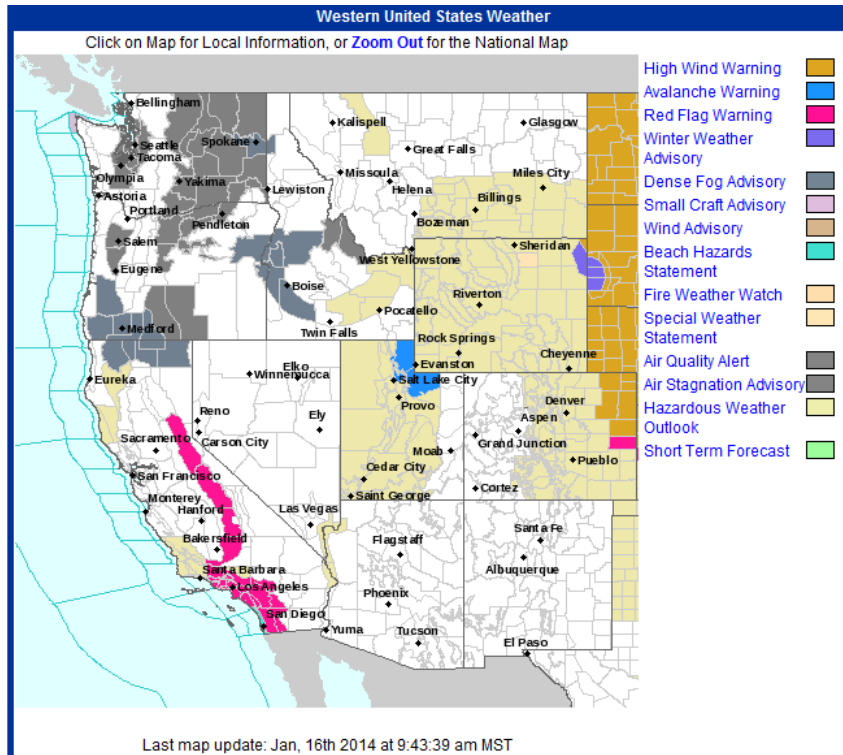 Western United States Weather
Click on Map for Local Information, or Zoom Out for the National Map
High Wind Warning
Avalanche Warning
Red Flag Warning
Winter Weather
Advisory
Dense Fog Advisory
Small Craft Advisory
Wind Advisory
Beach Hazards
Statement
Fire Weather Watch
Special Weather
Statement
Air Quality Alert
Air Stagnation Advisory
Hazardous Weather
Outlook
Short Term Forecast
Bellingham
Kalispell
Glasgow
Seattle
Spokane
Great Falls
Tacoma
Olympia
Yakima
Missoula
Miles City
Lewiston
Helena
Astoria
Billings
Portland
Pendleton
Bozeman
Salem
Sheridan
West Yellowstone
Eugene
Boise
Riverton
Pocatello
Medford
Twin Falls
Rock Springs
Cheyenne
Evanston
Elko
Winnemucca
Salt Lake City
Eureka
Provo
Denver
Reno
Ely
Aspen
Sacramento
Carson City
Grand Junction
Moab
Pueblo
San Francisco
Cedar City
Cortez
Monterey
Saint George
Hanford
Las Vegas
Santa Fe
Bakersfield
Flagstaff
Albuquerque
Santa Barbara
Los Angeles
Phoenix
San Diego
Yuma
Tucson
El Paso
Last map update: Jan, 16th 2014 at 9:43:39 am MST